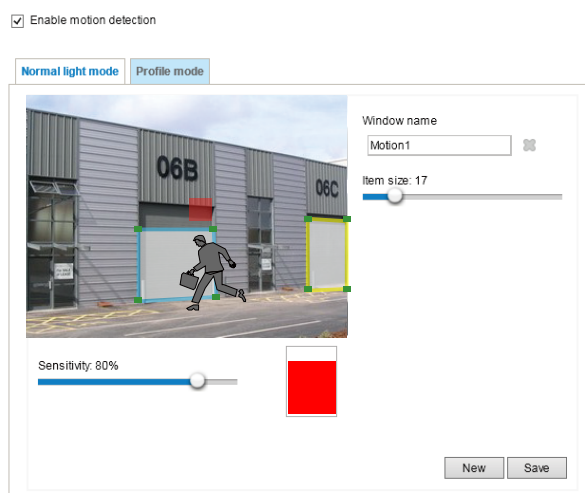 Enable motion detection
Normal light mode
Profile mode
Window name
Motion1
Item size: 17
06B
06C
Sensitivity: 80%
New
Save